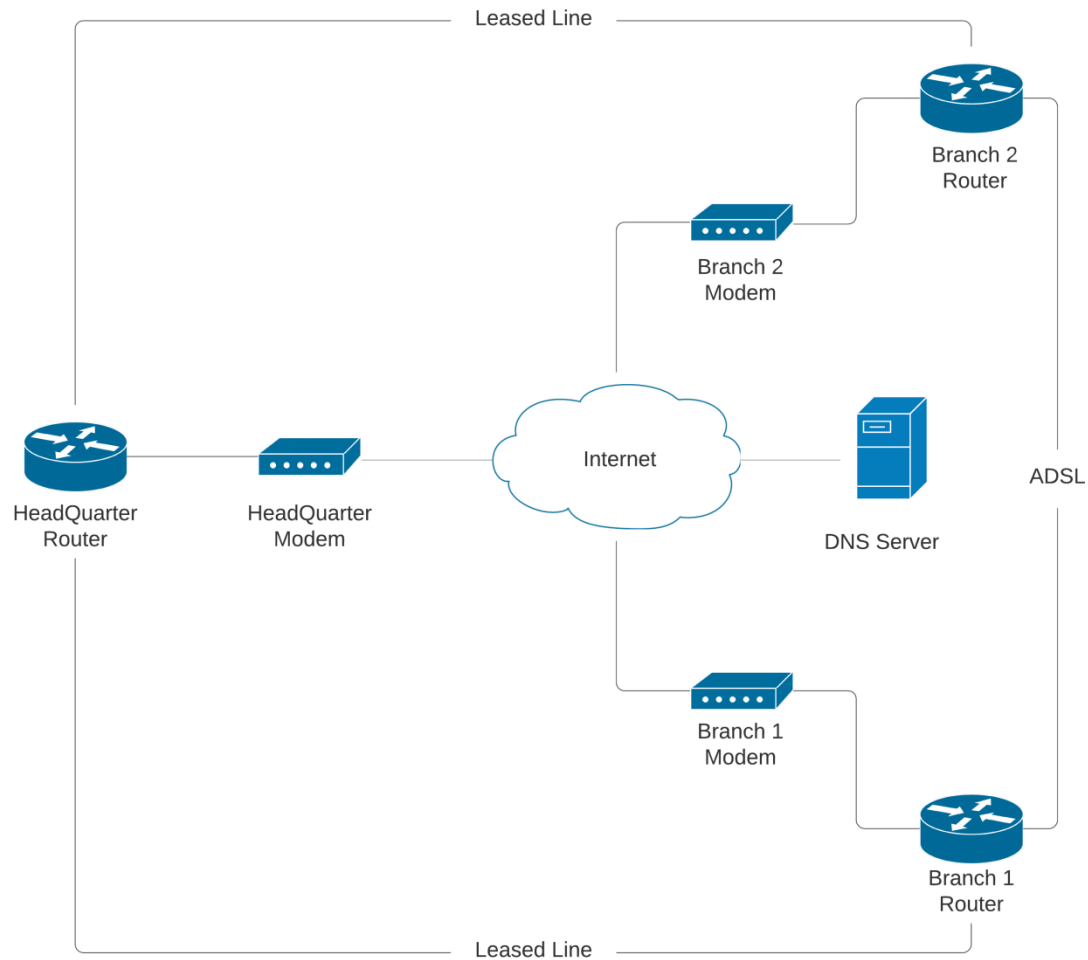 Leased Line
Branch 2
Router
Branch 2
Modem
Internet
ADSL
HeadQuarter
Router
HeadQuarter
Modem
DNS Server
Branch 1
Modem
Branch 1
Router
Leased Line